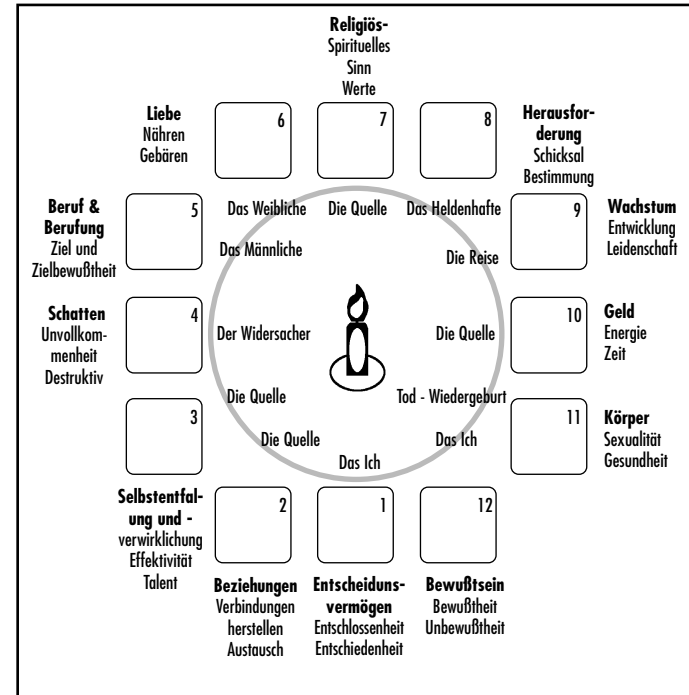 Religiös-
Spirituelles
Sinn
Werte
Liebe
Nähren
Gebären
6
7
8
Herausfor-
derung
Schicksal
Bestimmung
Beruf &
Berufung
Ziel und
Zielbewußtheit
5
Das Weibliche
Die Quelle
Das Heldenhafte
Das Männliche
Die Reise
9
Wachstum
Entwicklung
Leidenschaft
Schatten
Unvollkom-
menheit
Destruktiv
4
Der Widersacher
Die Quelle
10
Geld
Energie
Zeit
3
Die Quelle
Tod - Wiedergeburt
Die Quelle
Das Ich
Das Ich
11
Körper
Sexualität
Gesundheit
Selbstentfal-
ung und -
verwirklichung
Effektivität
Talent
2
1
12
Beziehungen
Verbindungen
herstellen
Austausch
Entscheiduns-
vermögen
Entschlossenheit
Entschiedenheit
Bewußtsein
Bewußtheit
Unbewußtheit